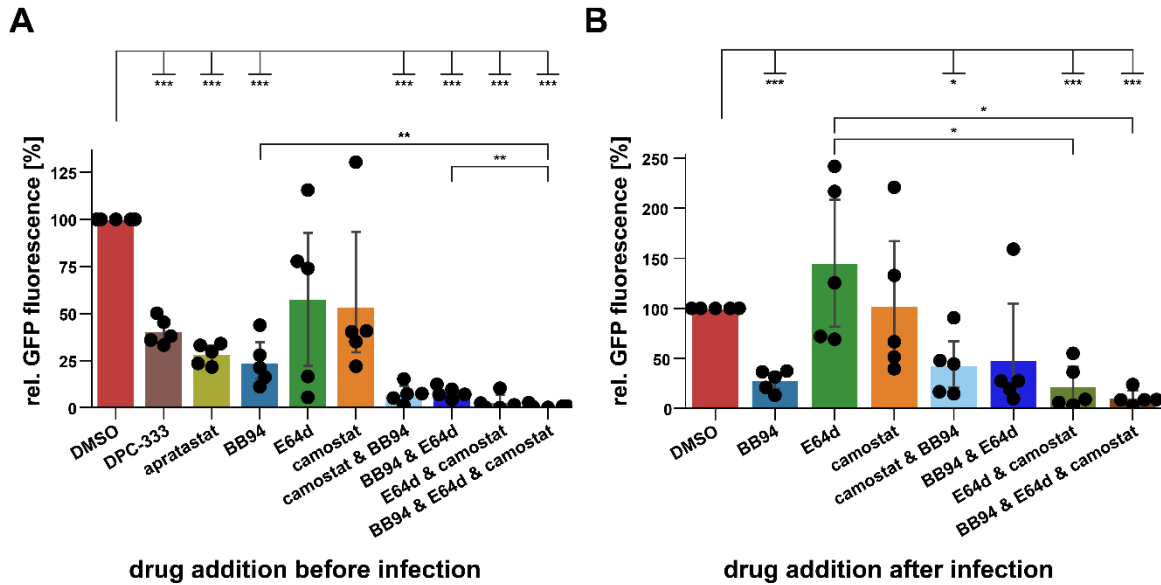 A
*** *** *** *** *** *** ***
**
**
rel. GFP fluorescence [%]
125
100
75
50
25
0
DMSO
DPC-333
apratastat
BB94
E64d
camostat
camostat & BB94
BB94 & E64d
E64d & camostat
BB94 & E64d & camostat
drug addition before infection
B
*** * *** ***
*
*
rel. GFP fluorescence [%]
250
200
150
100
50
0
DMSO
BB94
E64d
camostat
camostat & BB94
BB94 & E64d
E64d & camostat
BB94 & E64d & camostat
drug addition after infection